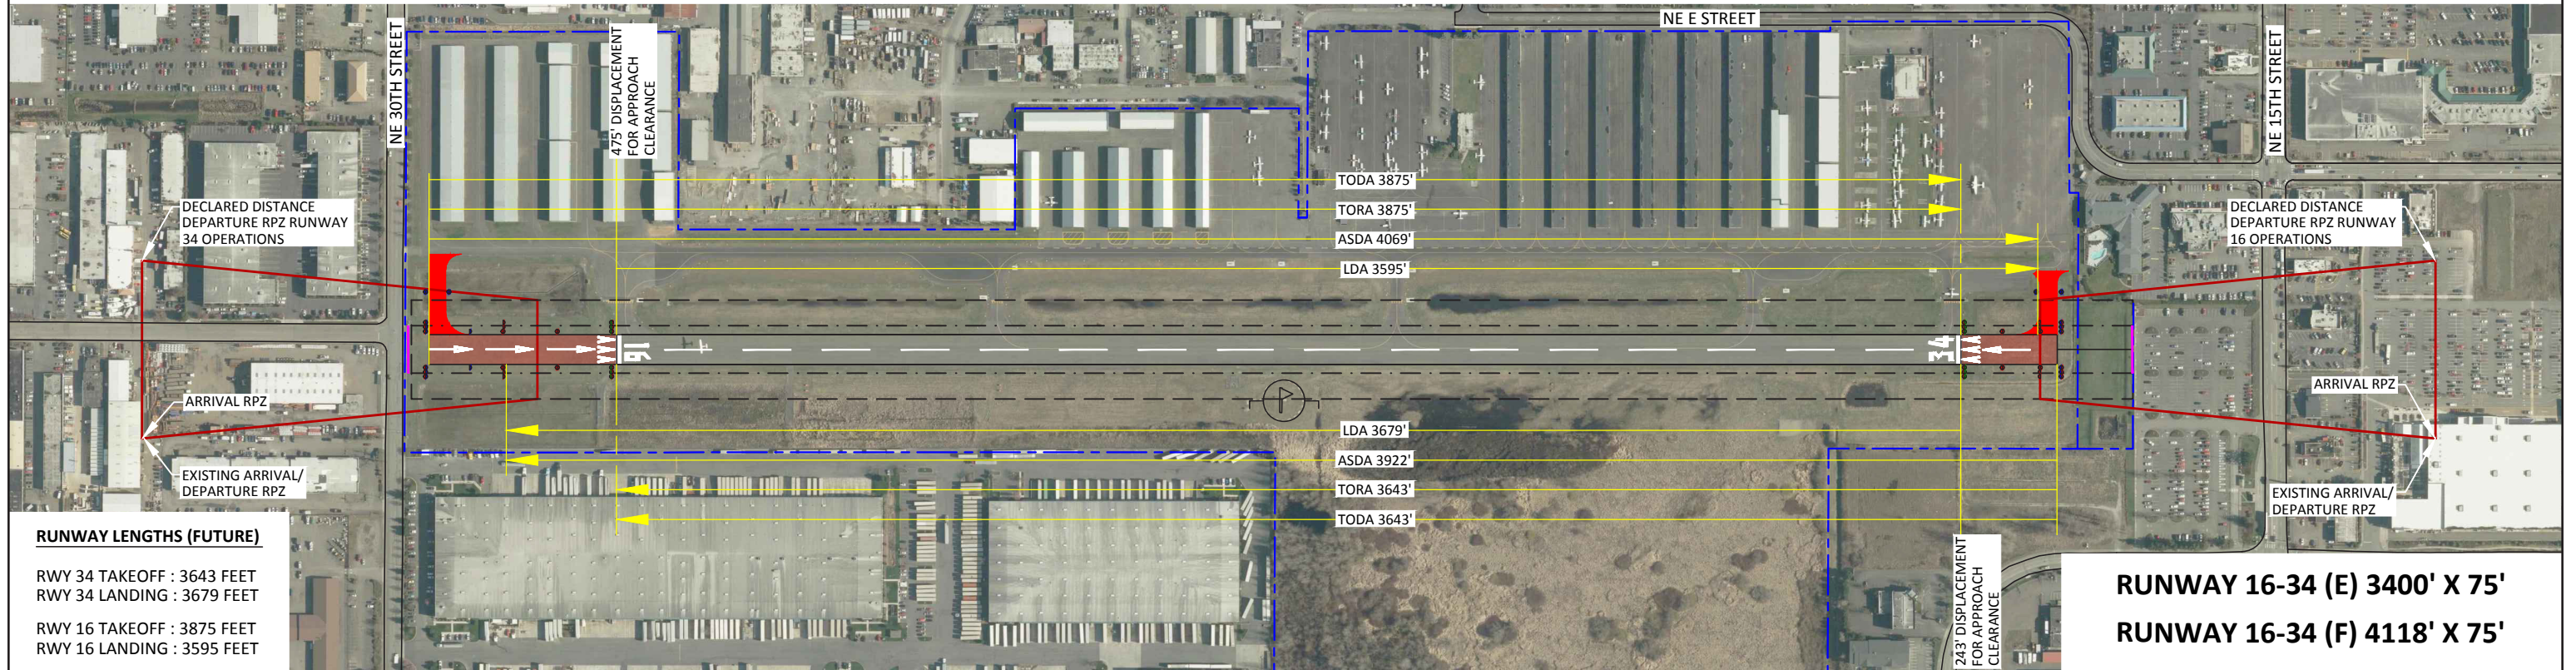 NE 30TH STREET
475' DISPLACEMENT
FOR APPROACH
CLEARANCE
NE E STREET
NE 15TH STREET
DECLARED DISTANCE
DEPARTURE RPZ RUNWAY
34 OPERATIONS
TODA 3875'
TORA 3875'
ASDA 4069'
LDA 3595'
DECLARED DISTANCE
DEPARTURE RPZ RUNWAY
16 OPERATIONS
16
34
ARRIVAL RPZ
EXISTING ARRIVAL/
DEPARTURE RPZ
LDA 3679'
ASDA 3922'
TORA 3643'
TODA 3643'
ARRIVAL RPZ
EXISTING ARRIVAL/
DEPARTURE RPZ
243' DISPLACEMENT
FOR APPROACH
CLEARANCE
RUNWAY LENGTHS (FUTURE)
RWY 34 TAKEOFF : 3643 FEET
RWY 34 LANDING : 3679 FEET
RWY 16 TAKEOFF : 3875 FEET
RWY 16 LANDING : 3595 FEET
RUNWAY 16-34 (E) 3400' X 75'
RUNWAY 16-34 (F) 4118' X 75'